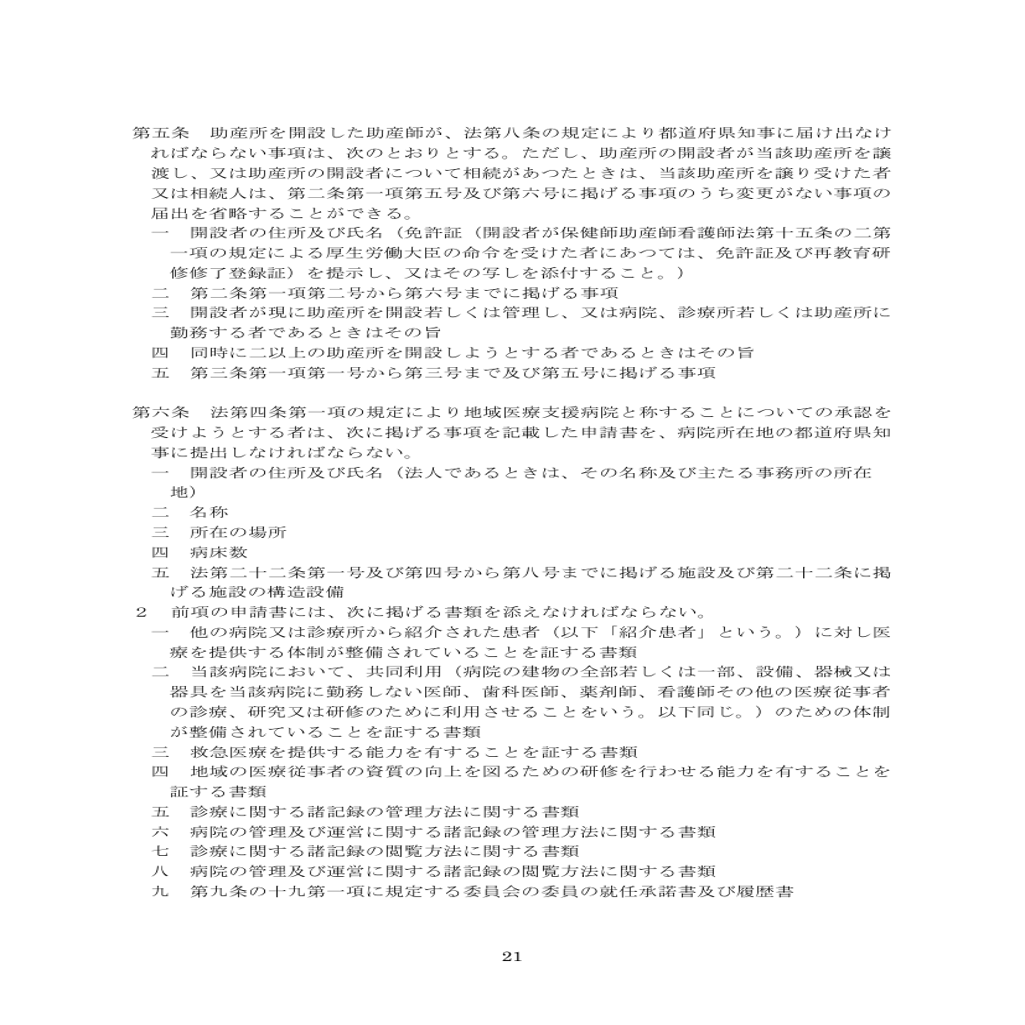 第五条　助産所を開設した助産師が、法第八条の規定により都道府県知事に届け出なけ
ればならない事項は、次のとおりとする。ただし、助産所の開設者が当該助産所を譲
渡し、又は助産所の開設者について相続があつたときは、当該助産所を譲り受けた者
又は相続人は、第二条第一項第五号及び第六号に掲げる事項のうち変更がない事項の
届出を省略することができる。
一　開設者の住所及び氏名（免許証（開設者が保健師助産師看護師法第十五条の二第
一項の規定による厚生労働大臣の命令を受けた者にあつては、免許証及び再教育研
修修了登録証）を提示し、又はその写しを添付すること。）
二　第二条第一項第二号から第六号までに掲げる事項
三　開設者が現に助産所を開設若しくは管理し、又は病院、診療所若しくは助産所に
勤務する者であるときはその旨
四　同時に二以上の助産所を開設しようとする者であるときはその旨
五　第三条第一項第一号から第三号まで及び第五号に掲げる事項
第六条　法第四条第一項の規定により地域医療支援病院と称することについての承認を
受けようとする者は、次に掲げる事項を記載した申請書を、病院所在地の都道府県知
事に提出しなければならない。
一　開設者の住所及び氏名（法人であるときは、その名称及び主たる事務所の所在
地）
二　名称
三　所在の場所
四　病床数
五　法第二十二条第一号及び第四号から第八号までに掲げる施設及び第二十二条に掲
げる施設の構造設備
２　前項の申請書には、次に掲げる書類を添えなければならない。
一　他の病院又は診療所から紹介された患者（以下「紹介患者」という。）に対し医
療を提供する体制が整備されていることを証する書類
二　当該病院において、共同利用（病院の建物の全部若しくは一部、設備、器械又は
器具を当該病院に勤務しない医師、歯科医師、薬剤師、看護師その他の医療従事者
の診療、研究又は研修のために利用させることをいう。以下同じ。）のための体制
が整備されていることを証する書類
三　救急医療を提供する能力を有することを証する書類
四　地域の医療従事者の資質の向上を図るための研修を行わせる能力を有することを
証する書類
五　診療に関する諸記録の管理方法に関する書類
六　病院の管理及び運営に関する諸記録の管理方法に関する書類
七　診療に関する諸記録の閲覧方法に関する書類
八　病院の管理及び運営に関する諸記録の閲覧方法に関する書類
九　第九条の十九第一項に規定する委員会の委員の就任承諾書及び履歴書
21